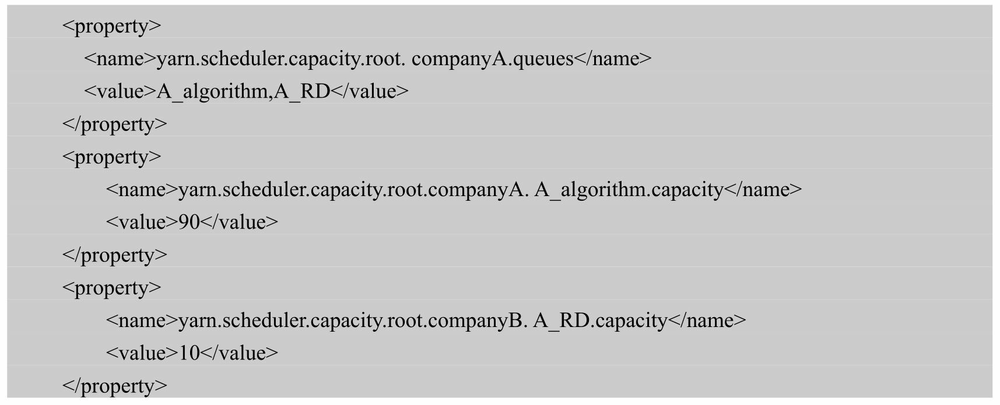 <property>
<name>yarn.scheduler.capacity.root. companyA.queues</name>
<value>A_algorithm,A_RD</value>
</property>
<property>
<name>yarn.scheduler.capacity.root.companyA. A_algorithm.capacity</name>
<value>90</value>
</property>
<property>
<name>yarn.scheduler.capacity.root.companyB. A_RD.capacity</name>
<value>10</value>
</property>